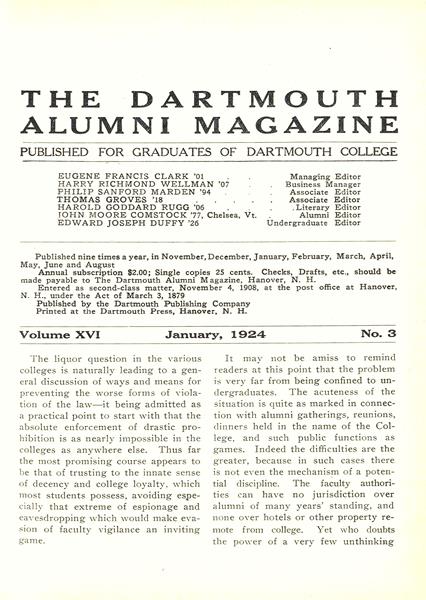 THE DARTMOUTH
ALUMNI MAGAZINE
PUBLISHED FOR GRADUATES OF DARTMOUTH COLLEGE
EUGENE FRANCIS CLARK '01 . . Managing Editor
HARRY RICHMOND WELLMAN '07 . . Business Manager
PHILIP SANFORD MARDEN '94 . . Associate Editor
THOMAS GROVES '18 . . Associate Editor
HAROLD GODDARD RUGG '06 . . Literary Editor
JOHN MOORE COMSTOCK '77, Chelsea, Vt. . Alumni Editor
EDWARD JOSEPH DUFFY '26 Undergraduate Editor
Published nine times a year, in November, December, January, February, March, April,
May, June and August
Annual subscription $2.00; Single copies 25 cents. Checks, Drafts, etc., should be
made payable to The Dartmouth Alumni Magazine, Hanover, N. H.
Entered as second-class matter, November 4, 1908, at the post office at Hanover,
N. H., under the Act of March 3, 1879
Published by the Dartmouth Publishing Company
Printed at the Dartmouth Press, Hanover, N. H.
Volume XVI January, 1924 No. 3
The liquor question in the various
colleges is naturally leading to a gen-
eral discussion of ways and means for
preventing the worse forms of viola-
tion of the law—it being admitted as
a practical point to start with that the
absolute enforcement of drastic pro-
hibition is as nearly impossible in the
colleges as anywhere else. Thus far
the most promising course appears to
be that of trusting to the innate sense
of decency and college loyalty, which
most students possess, avoiding espe-
cially that extreme of espionage and
eavesdropping which would make eva-
sion of faculty vigilance an inviting
game.
It may not be amiss to remind
readers at this point that the problem
is very far from being confined to un-
dergraduates. The acuteness of the
situation is quite as marked in connec-
tion with alumni gatherings, reunions,
dinners held in the name of the Col-
lege, and such public functions as
games. Indeed the difficulties are the
greater, because in such cases there
is not even the mechanism of a poten-
tial discipline. The faculty authori-
ties can have no jurisdiction over
alumni of many years' standing, and
none over hotels or other property re-
mote from college. Yet who doubts
the power of a very few unthinking